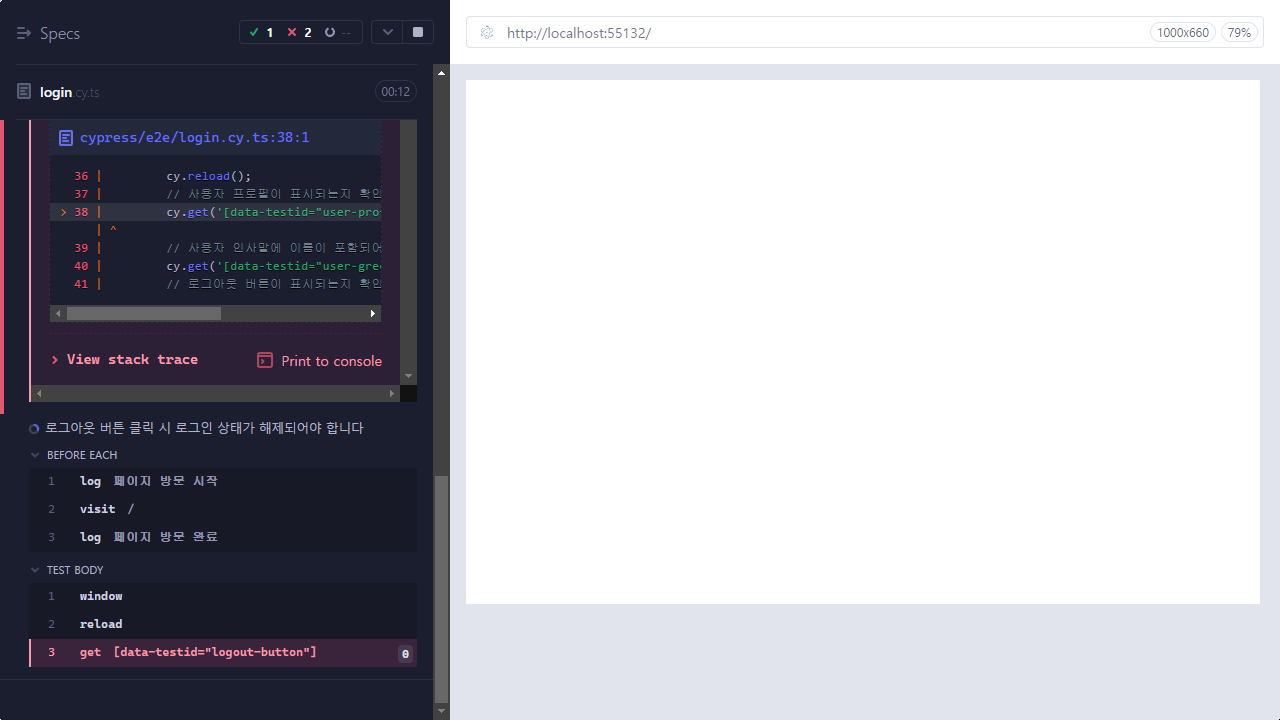 Specs
1 2 --
http://localhost:55132/
1000x660
79%
login.cy.ts
00:12
cypress/e2e/login.cy.ts:38:1
36 | cy.reload();
37 | // 사용자 프로필이 표시되는지 확인
> 38 | cy.get('[data-testid="user-pro
| ^
39 | // 사용자 인사말에 이름이 포함되어
40 | cy.get('[data-testid="user-gre
41 | // 로그아웃 버튼이 표시되는지 확인
View stack trace
Print to console
로그아웃 버튼 클릭 시 로그인 상태가 해제되어야 합니다
BEFORE EACH
1 log 페이지 방문 시작
2 visit /
3 log 페이지 방문 완료
TEST BODY
1 window
2 reload
3 get [data-testid="logout-button"] 0